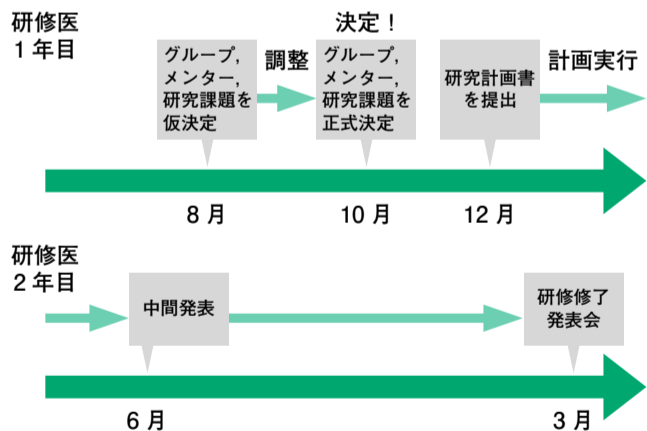 研修医
1年目
グループ,
メンター,
研究課題を
仮決定
調整
決定！
グループ,
メンター,
研究課題を
正式決定
研究計画書
を提出
計画実行
8月
10月
12月
研修医
2年目
中間発表
研修修了
発表会
6月
3月